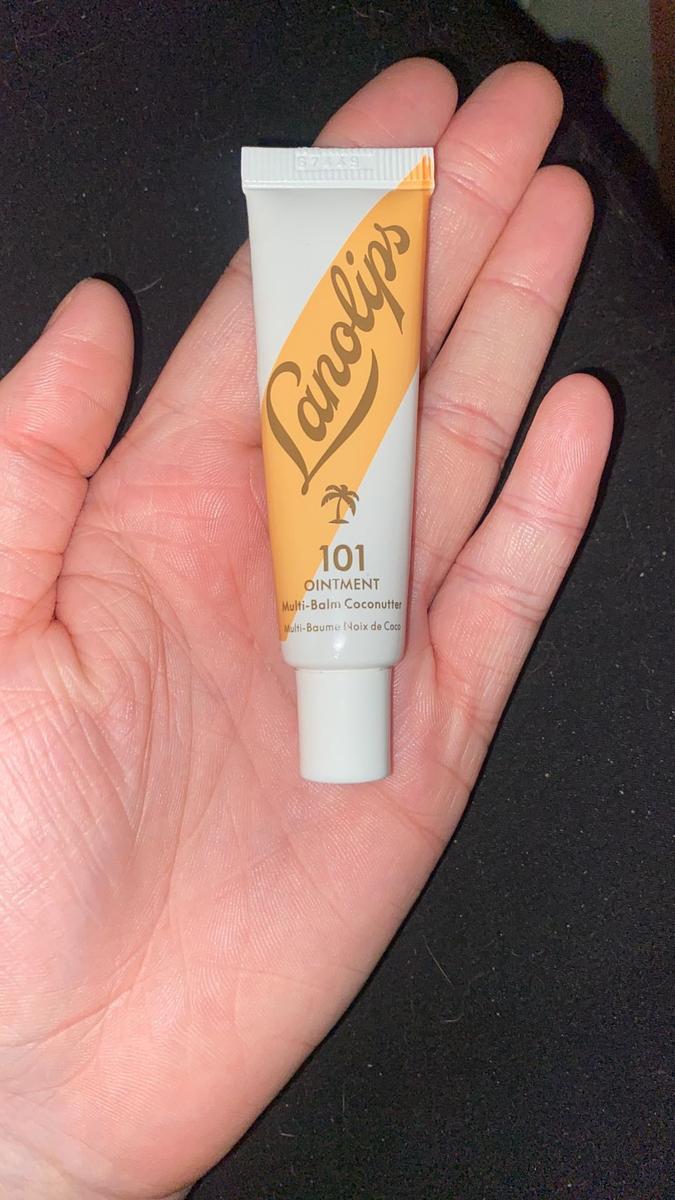 Lanolips
101
OINTMENT
Multi-Balm Coconutter
Multi-Baume Noix de Coco